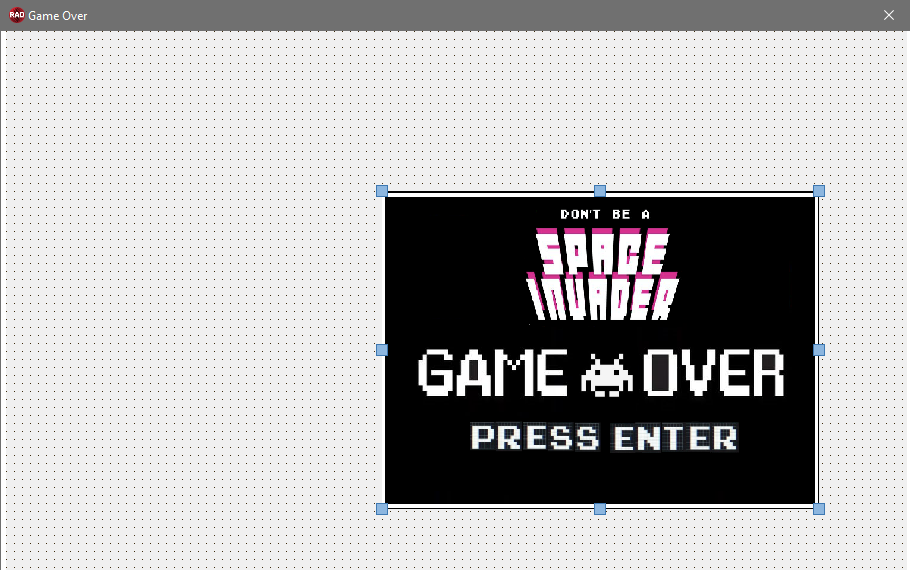 RAD Game Over
DON'T BE A
SPACE
INVADER
GAME OVER
PRESS ENTER